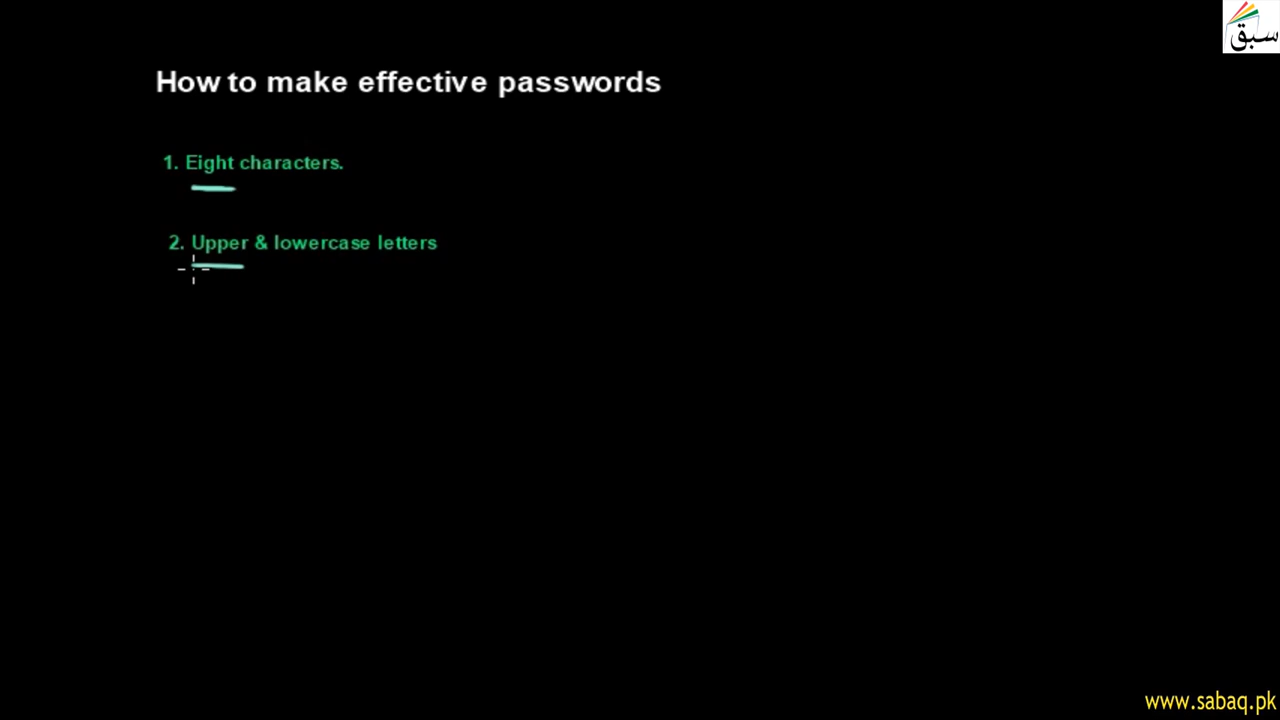 سبق
How to make effective passwords
1. Eight characters.
2. Upper & lowercase letters
www.sabaq.pk